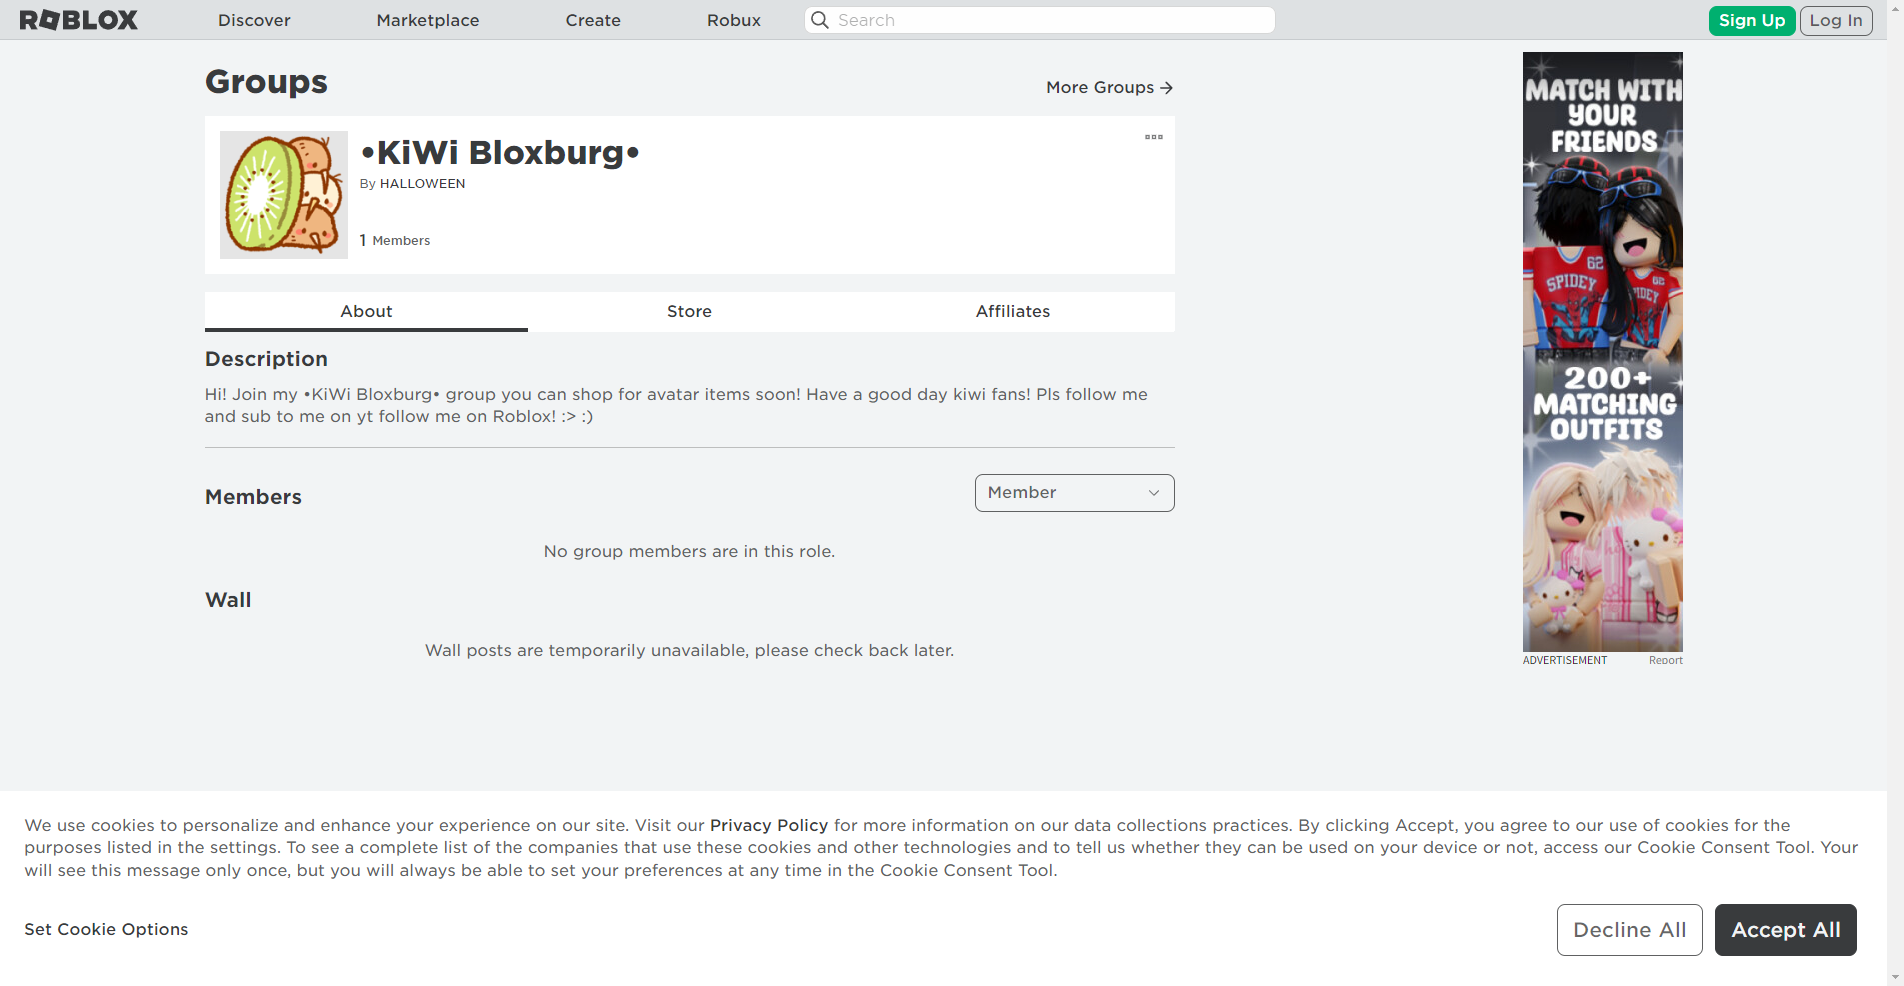 ROBLOX Discover Marketplace Create Robux Search Sign Up Log In
Groups
More Groups →
•KiWi Bloxburg•
By HALLOWEEN
1 Members
About Store Affiliates
Description
Hi! Join my •KiWi Bloxburg• group you can shop for avatar items soon! Have a good day kiwi fans! Pls follow me
and sub to me on yt follow me on Roblox! :> :)
Members
Member
No group members are in this role.
Wall
Wall posts are temporarily unavailable, please check back later.
MATCH WITH
YOUR
FRIENDS
62
SPIDEY
62
SPIDEY
200+
MATCHING
OUTFITS
ADVERTISEMENT Report
We use cookies to personalize and enhance your experience on our site. Visit our Privacy Policy for more information on our data collections practices. By clicking Accept, you agree to our use of cookies for the
purposes listed in the settings. To see a complete list of the companies that use these cookies and other technologies and to tell us whether they can be used on your device or not, access our Cookie Consent Tool. Your
will see this message only once, but you will always be able to set your preferences at any time in the Cookie Consent Tool.
Set Cookie Options
Decline All
Accept All